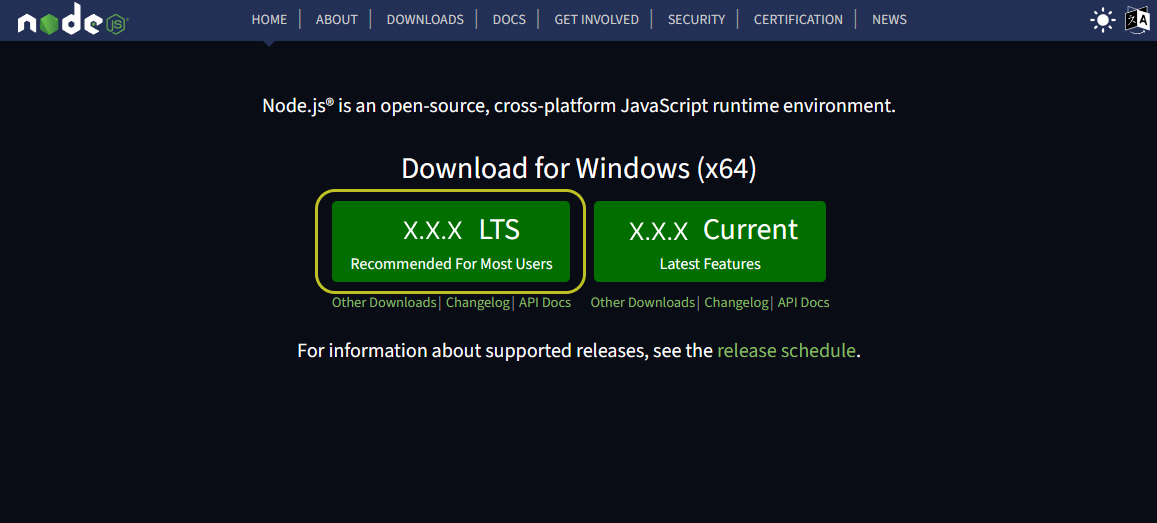 node JS
HOME | ABOUT | DOWNLOADS | DOCS | GET INVOLVED | SECURITY | CERTIFICATION | NEWS
Node.js® is an open-source, cross-platform JavaScript runtime environment.
Download for Windows (x64)
X.X.X LTS
Recommended For Most Users
X.X.X Current
Latest Features
Other Downloads | Changelog | API Docs
Other Downloads | Changelog | API Docs
For information about supported releases, see the release schedule.